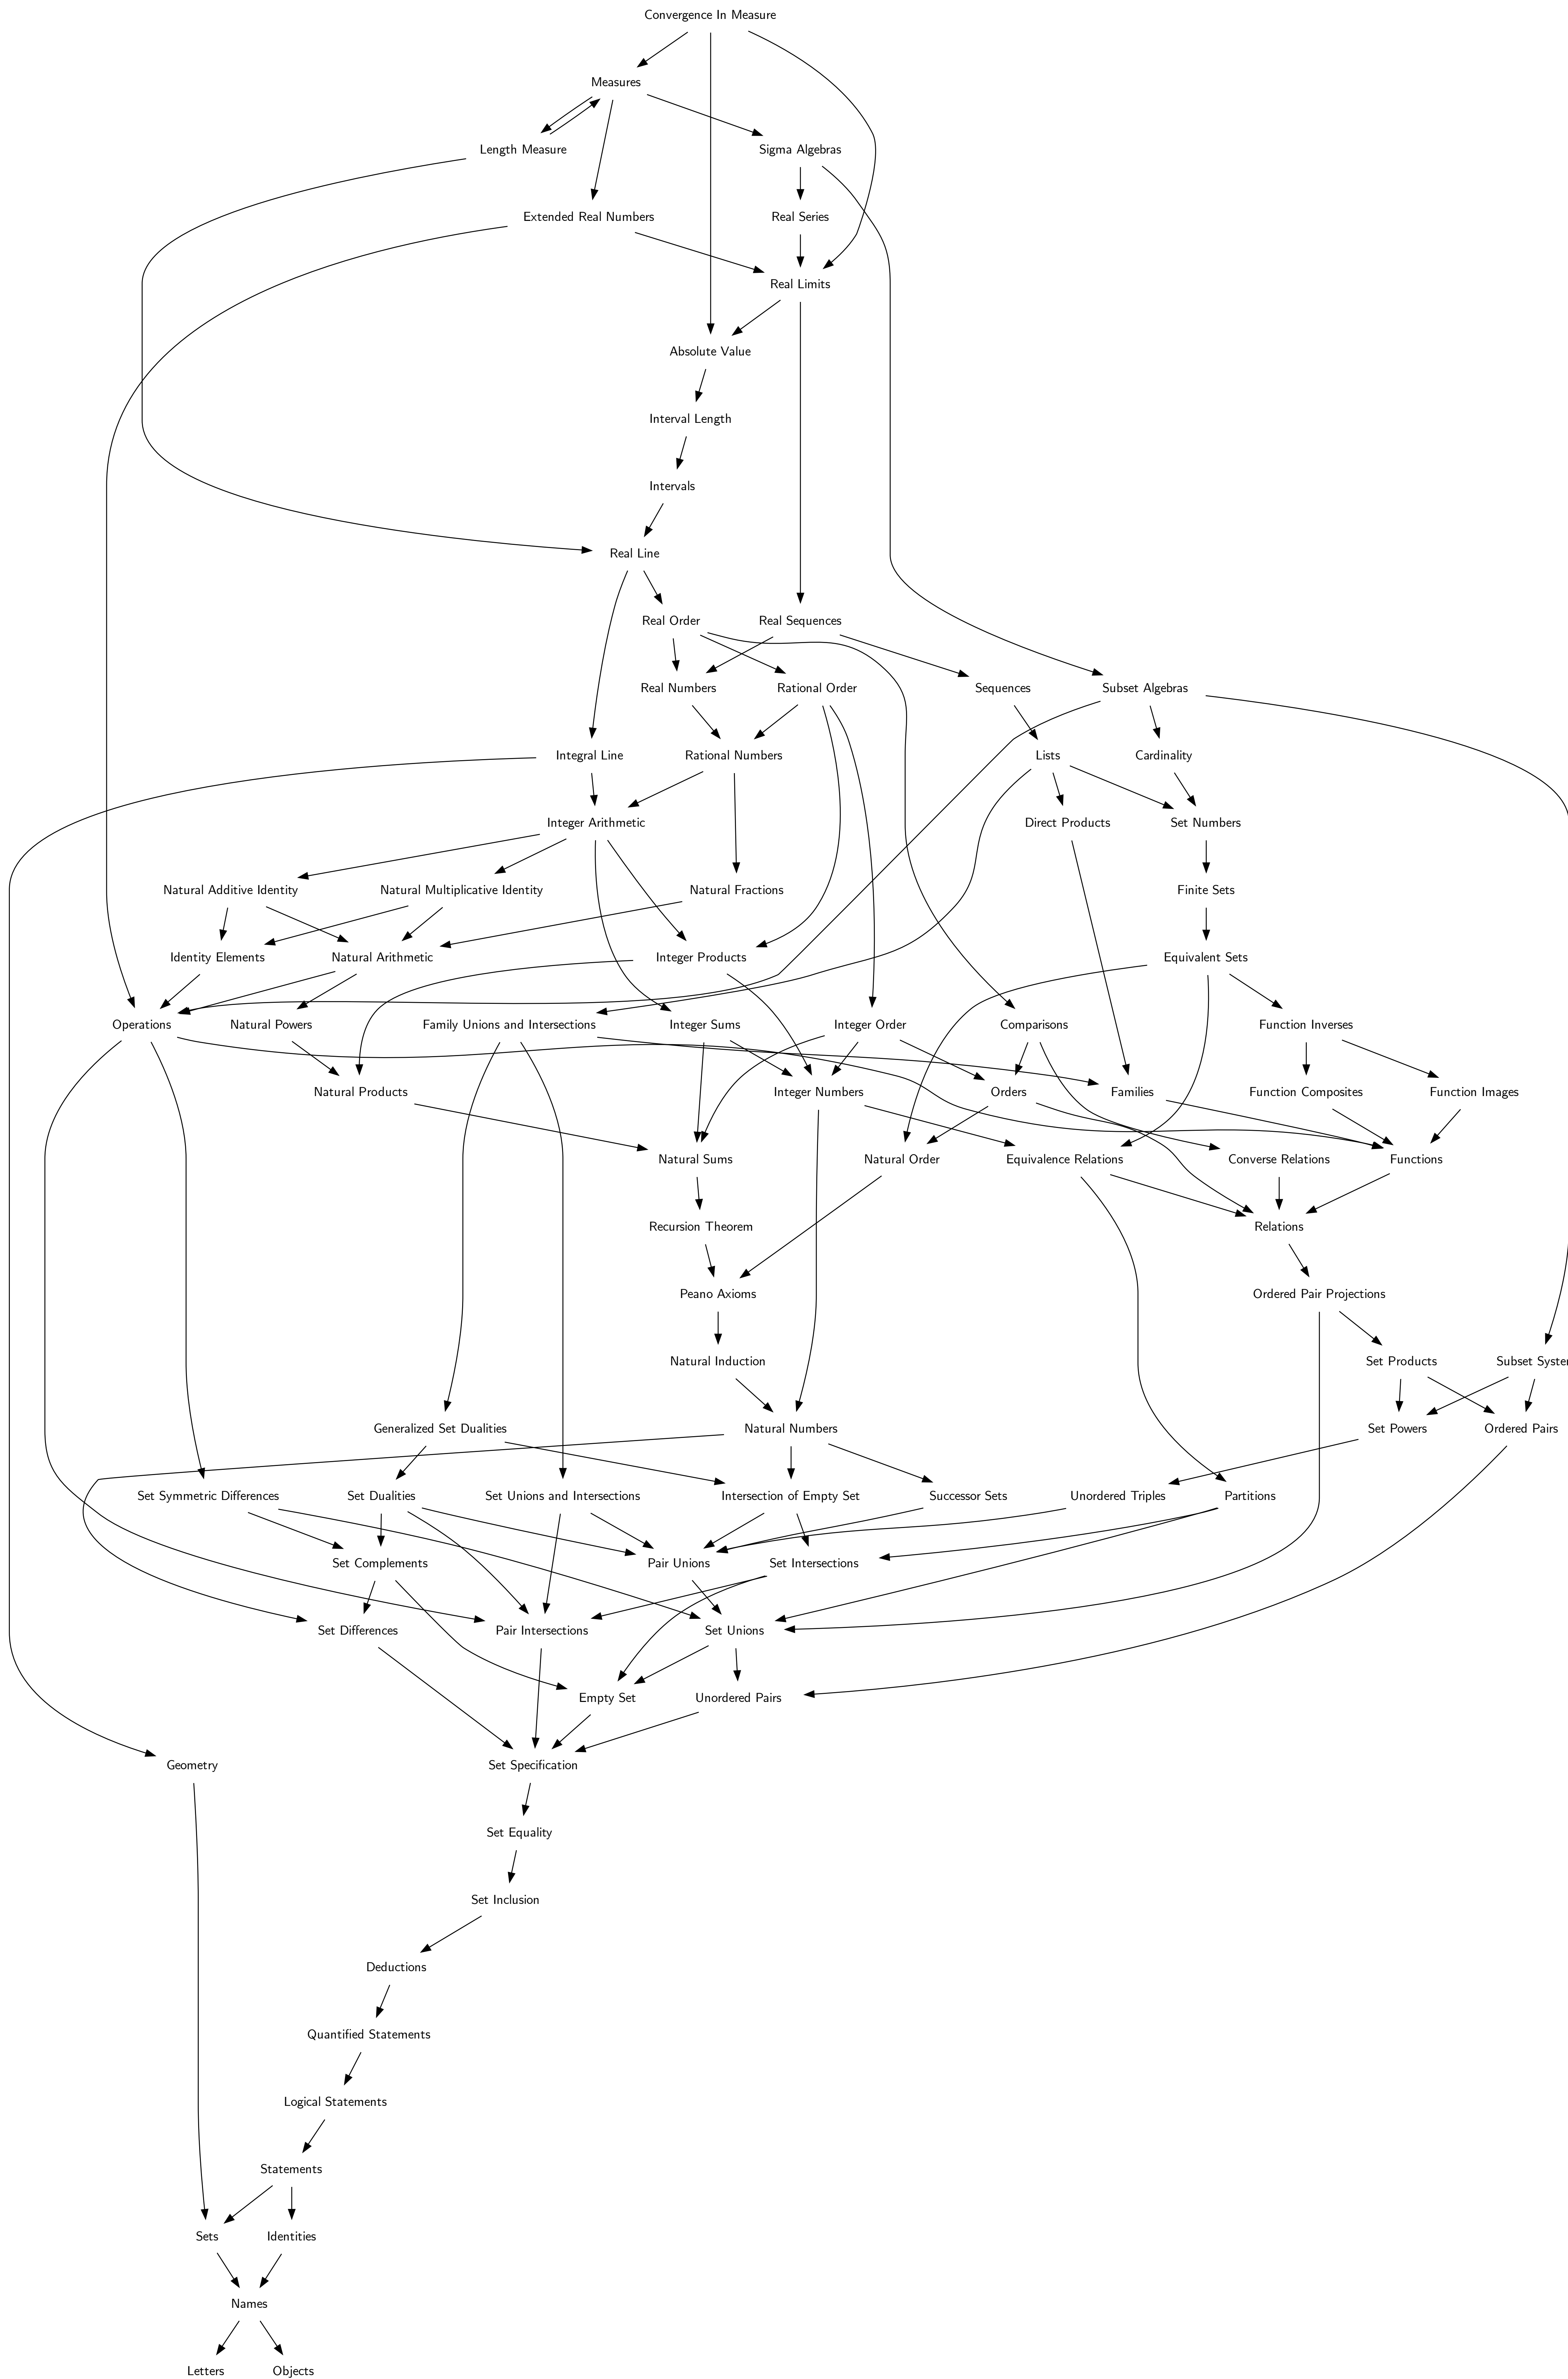 Convergence In Measure
Measures
Length Measure
Sigma Algebras
Extended Real Numbers
Real Series
Real Limits
Absolute Value
Interval Length
Intervals
Real Line
Real Order
Real Sequences
Real Numbers
Rational Order
Sequences
Subset Algebras
Integral Line
Rational Numbers
Lists
Cardinality
Integer Arithmetic
Direct Products
Set Numbers
Natural Additive Identity
Natural Multiplicative Identity
Natural Fractions
Finite Sets
Identity Elements
Natural Arithmetic
Integer Products
Equivalent Sets
Operations
Natural Powers
Family Unions and Intersections
Integer Sums
Integer Order
Comparisons
Function Inverses
Natural Products
Integer Numbers
Orders
Families
Function Composites
Function Images
Natural Sums
Natural Order
Equivalence Relations
Converse Relations
Functions
Recursion Theorem
Relations
Peano Axioms
Ordered Pair Projections
Natural Induction
Set Products
Subset System
Generalized Set Dualities
Natural Numbers
Set Powers
Ordered Pairs
Set Symmetric Differences
Set Dualities
Set Unions and Intersections
Intersection of Empty Set
Successor Sets
Unordered Triples
Partitions
Set Complements
Pair Unions
Set Intersections
Set Differences
Pair Intersections
Set Unions
Empty Set
Unordered Pairs
Geometry
Set Specification
Set Equality
Set Inclusion
Deductions
Quantified Statements
Logical Statements
Statements
Sets
Identities
Names
Letters
Objects